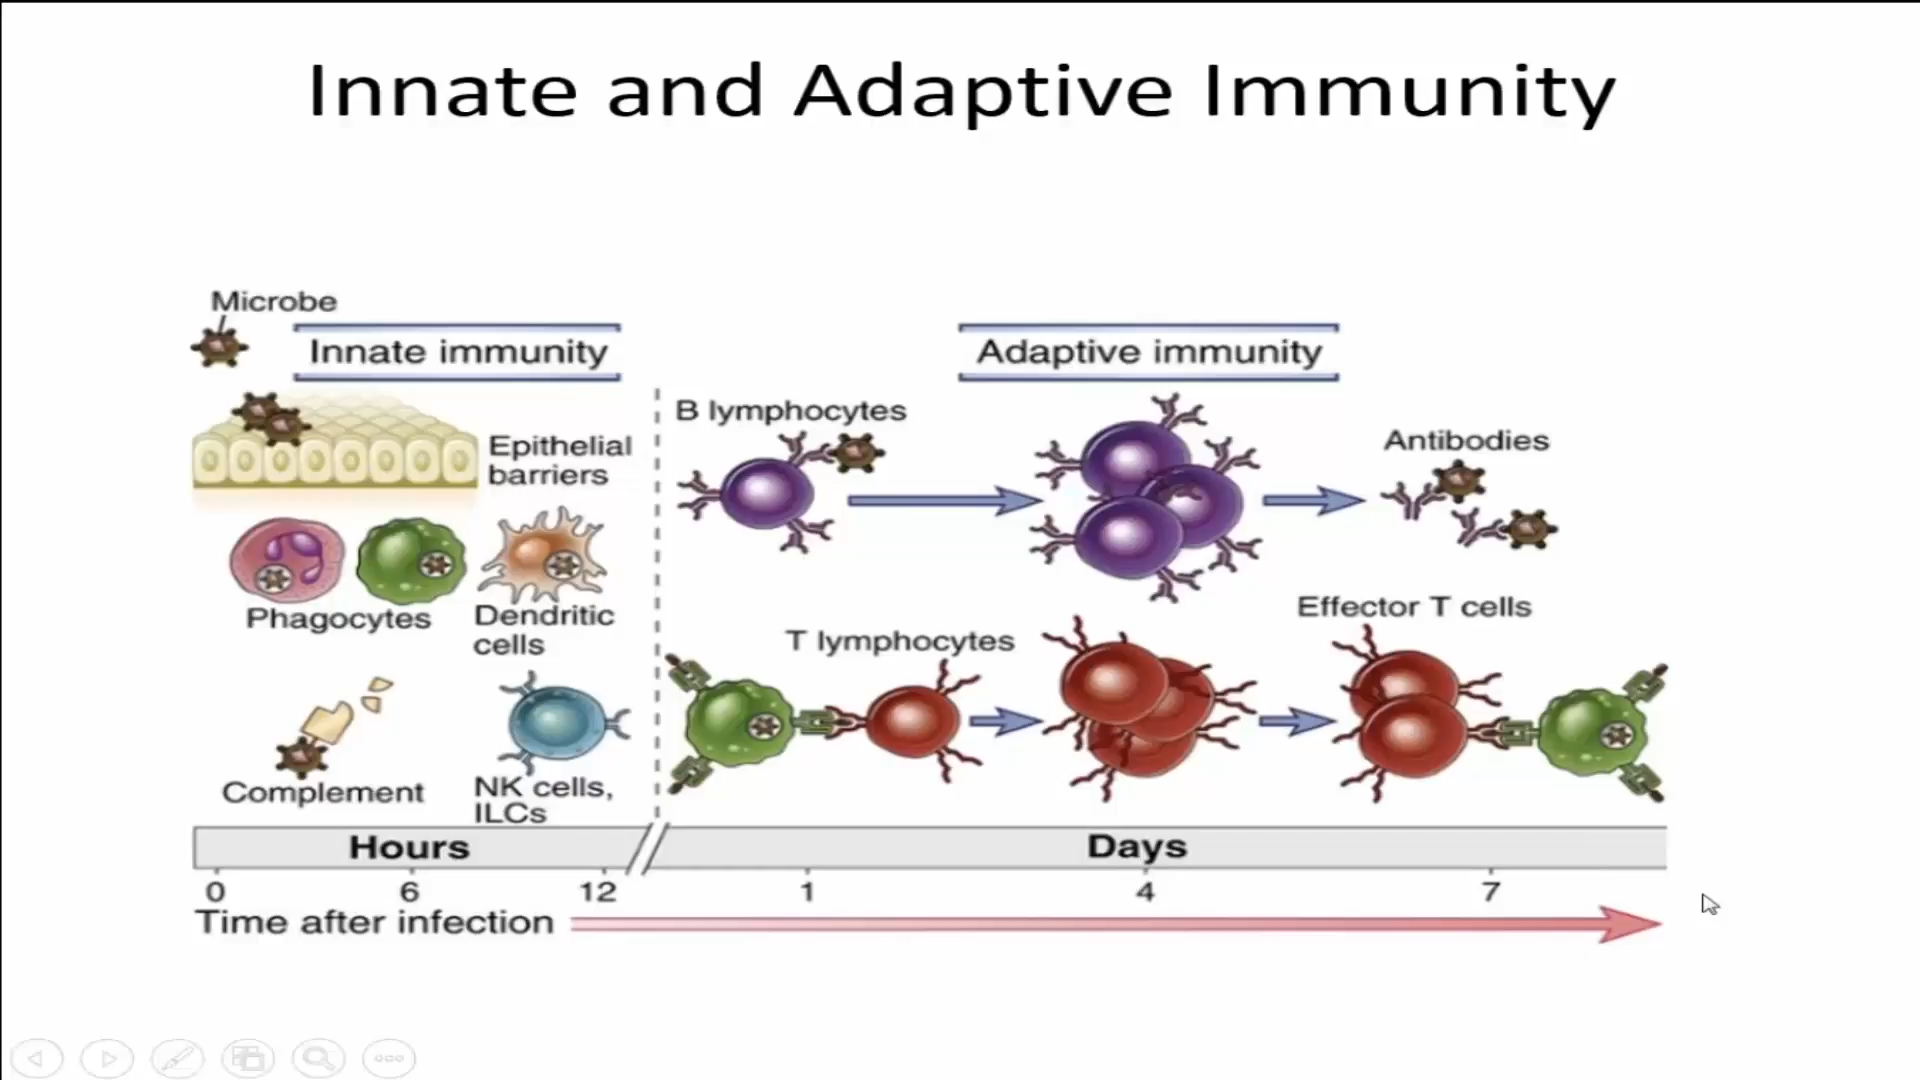 Innate and Adaptive Immunity
Microbe
Innate immunity
Adaptive immunity
Epithelial
barriers
Phagocytes
Dendritic
cells
Complement
NK cells,
ILCs
B lymphocytes
Antibodies
T lymphocytes
Effector T cells
Hours
Days
0 6 12 1 4 7
Time after infection